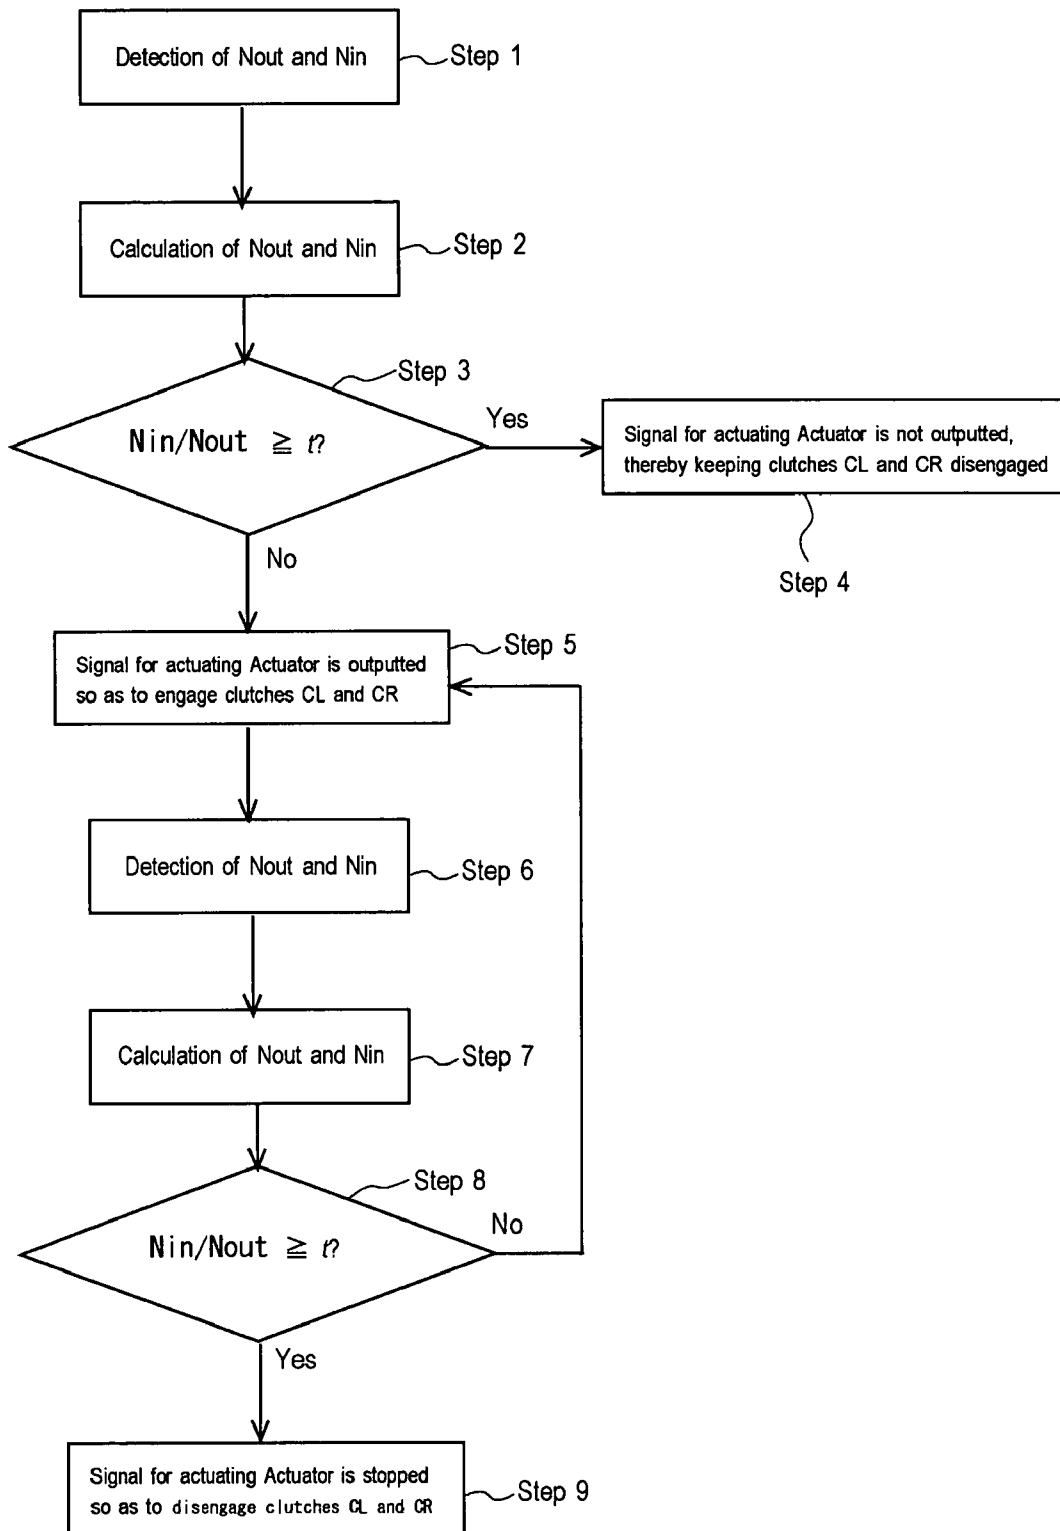 Detection of Nout and Nin
Step 1
Calculation of Nout and Nin
Step 2
Step 3
Nin/Nout ≧ t?
Yes
Signal for actuating Actuator is not outputted,
thereby keeping clutches CL and CR disengaged
Step 4
No
Step 5
Signal for actuating Actuator is outputted
so as to engage clutches CL and CR
Detection of Nout and Nin
Step 6
Calculation of Nout and Nin
Step 7
Step 8
No
Nin/Nout ≧ t?
Yes
Signal for actuating Actuator is stopped
so as to disengage clutches CL and CR
Step 9